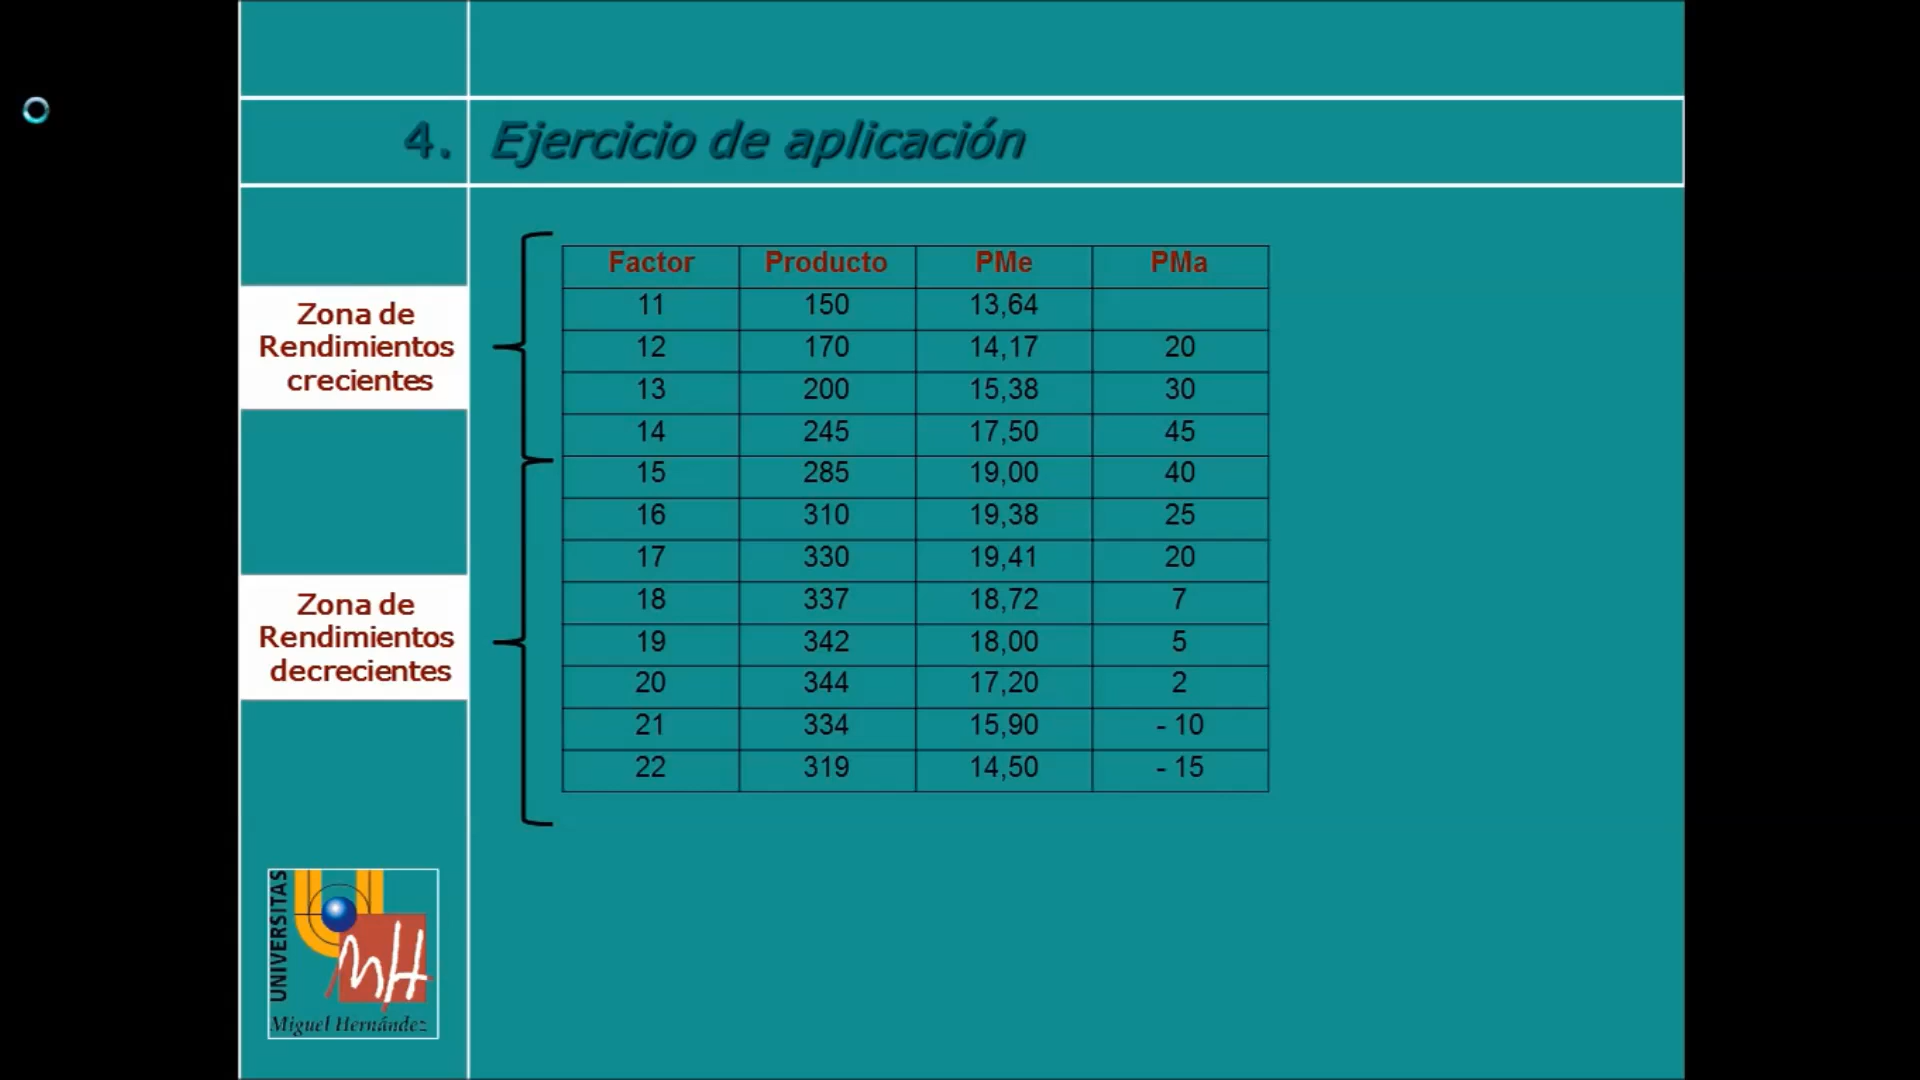 4. Ejercicio de aplicación
Zona de
Rendimientos
crecientes
Zona de
Rendimientos
decrecientes
Factor Producto PMe PMa
11 150 13,64
12 170 14,17 20
13 200 15,38 30
14 245 17,50 45
15 285 19,00 40
16 310 19,38 25
17 330 19,41 20
18 337 18,72 7
19 342 18,00 5
20 344 17,20 2
21 334 15,90 - 10
22 319 14,50 - 15
UNIVERSITAS
MH
Miguel Hernández